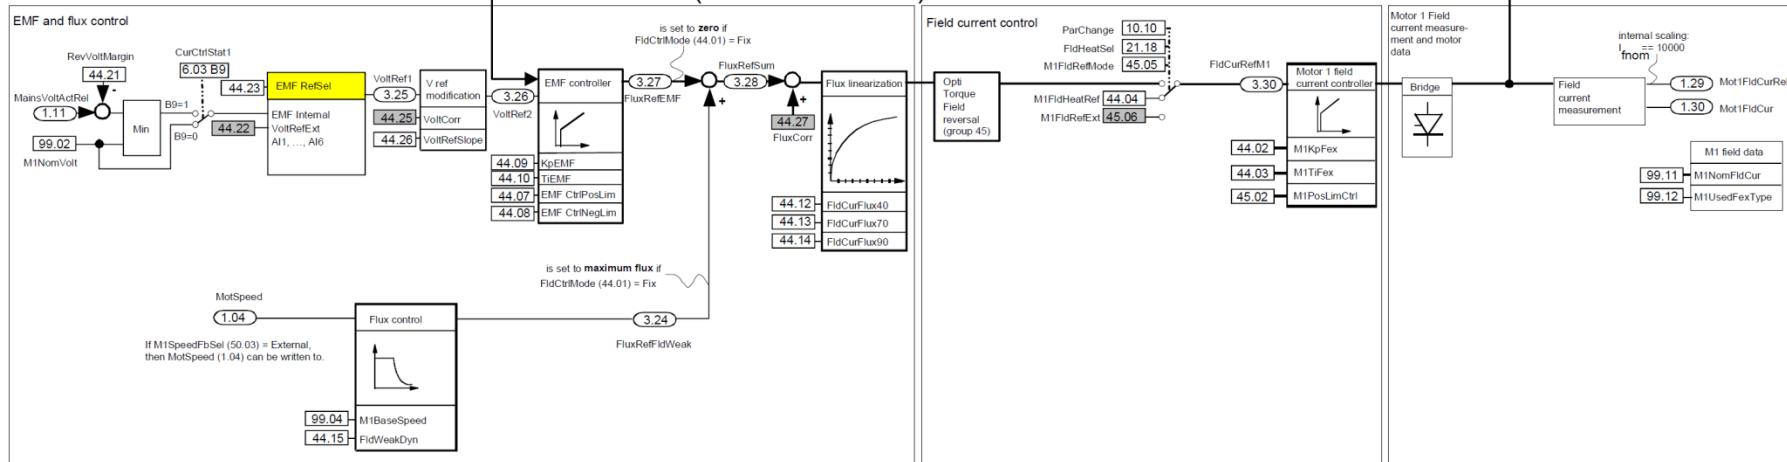 EMF and flux control
RevVoltMargin
44.21
-
MainsVoltActRel
1.11
99.02
M1NomVolt
Min
CurCtrlStat1
6.03 B9
B9=1
B9=0
44.23
EMF RefSel
44.22
EMF Internal
VoltRefExt
AI1, ..., AI6
VoltRef1
3.25
V ref
modification
44.25
VoltCorr
44.26
VoltRefSlope
3.26
VoltRef2
EMF controller
44.09
KpEMF
44.10
TiEMF
44.07
EMF CtrlPosLim
44.08
EMF CtrlNegLim
is set to zero if
FldCtrlMode (44.01) = Fix
3.27
FluxRefEMF
FluxRefSum
3.28
+
+
44.27
FluxCorr
Flux linearization
44.12
FldCurFlux40
44.13
FldCurFlux70
44.14
FldCurFlux90
is set to maximum flux if
FldCtrlMode (44.01) = Fix
MotSpeed
1.04
If M1SpeedFbSel (50.03) = External,
then MotSpeed (1.04) can be written to.
Flux control
99.04
M1BaseSpeed
44.15
FldWeakDyn
3.24
FluxRefFldWeak
Field current control
Opti
Torque
Field
reversal
(group 45)
ParChange
10.10
FldHeatSel
21.18
M1FldRefMode
45.05
M1FldHeatRef
44.04
M1FldRefExt
45.06
FldCurRefM1
3.30
Motor 1 field
current controller
44.02
M1KpFex
44.03
M1TiFex
45.02
M1PosLimCtrl
Motor 1 Field
current measure-
ment and motor
data
Bridge
Field
current
measurement
internal scaling:
I fnom == 10000
1.29
Mot1FldCurRel
1.30
Mot1FldCur
M1 field data
99.11
M1NomFldCur
99.12
M1UsedFexType